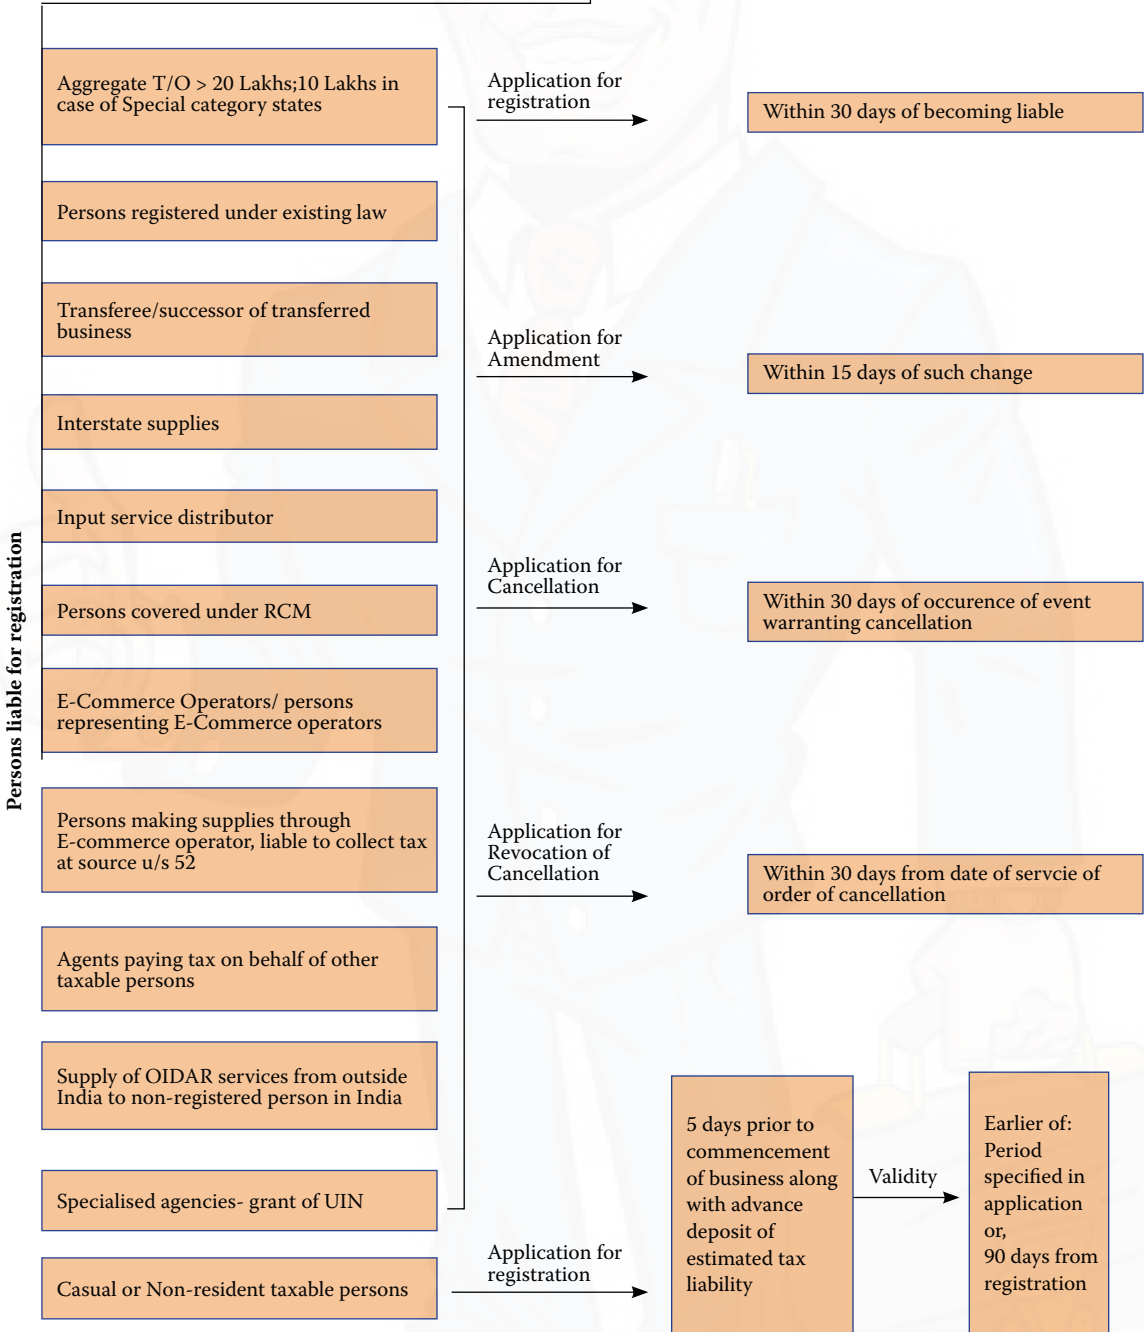 Persons liable for registration
Aggregate T/O > 20 Lakhs;10 Lakhs in
case of Special category states
Persons registered under existing law
Transferee/successor of transferred
business
Interstate supplies
Input service distributor
Persons covered under RCM
E-Commerce Operators/ persons
representing E-Commerce operators
Persons making supplies through
E-commerce operator, liable to collect tax
at source u/s 52
Agents paying tax on behalf of other
taxable persons
Supply of OIDAR services from outside
India to non-registered person in India
Specialised agencies- grant of UIN
Application for
registration
Within 30 days of becoming liable
Application for
Amendment
Within 15 days of such change
Application for
Cancellation
Within 30 days of occurence of event
warranting cancellation
Application for
Revocation of
Cancellation
Within 30 days from date of servcie of
order of cancellation
Casual or Non-resident taxable persons
Application for
registration
5 days prior to
commencement
of business along
with advance
deposit of
estimated tax
liability
Validity
Earlier of:
Period
specified in
application
or,
90 days from
registration